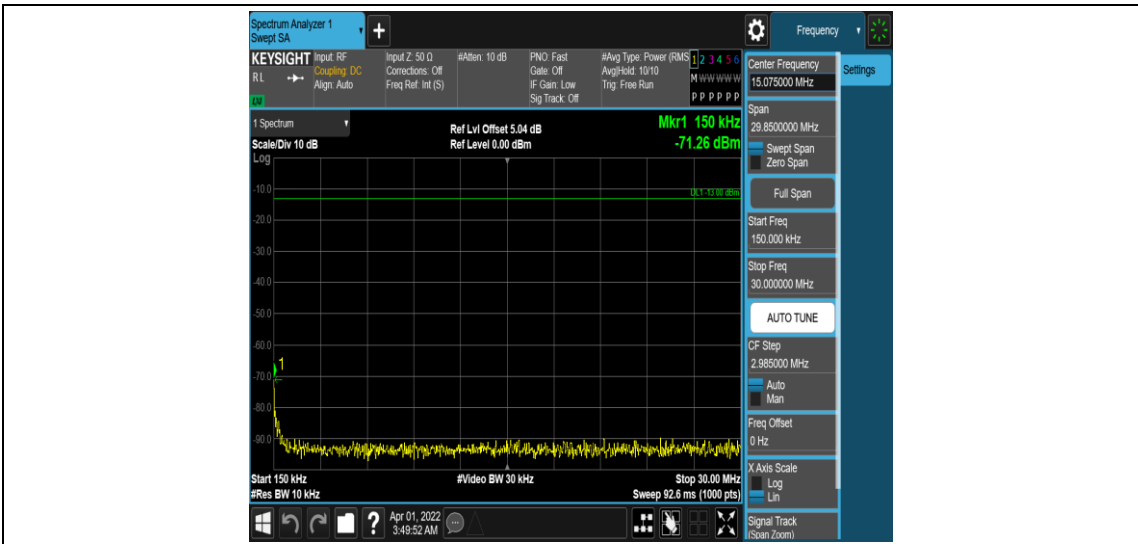 Spectrum Analyzer 1
Swept SA
+
Frequency
KEYSIGHT
RL
LXI
Input: RF
Coupling: DC
Align: Auto
Input Z: 50 Ω
Corrections: Off
Freq Ref: Int (S)
#Atten: 10 dB
PNO: Fast
Gate: Off
IF Gain: Low
Sig Track: Off
#Avg Type: Power (RMS
Avg|Hold: 10/10
Trig: Free Run
1 2 3 4 5 6
M W W W W W
P P P P P P
1 Spectrum
Scale/Div 10 dB
Log
Ref Lvl Offset 5.04 dB
Ref Level 0.00 dBm
Mkr1 150 kHz
-71.26 dBm
DL1 -13.00 dBm
-10.0
-20.0
-30.0
-40.0
-50.0
-60.0
1
-70.0
-80.0
-90.0
Start 150 kHz
#Video BW 30 kHz
Stop 30.00 MHz
#Res BW 10 kHz
Sweep 92.6 ms (1000 pts)
?
Apr 01, 2022
3:49:52 AM
Center Frequency
15.075000 MHz
Settings
Span
29.8500000 MHz
Swept Span
Zero Span
Full Span
Start Freq
150.000 kHz
Stop Freq
30.000000 MHz
AUTO TUNE
CF Step
2.985000 MHz
Auto
Man
Freq Offset
0 Hz
X Axis Scale
Log
Lin
Signal Track
(Span Zoom)